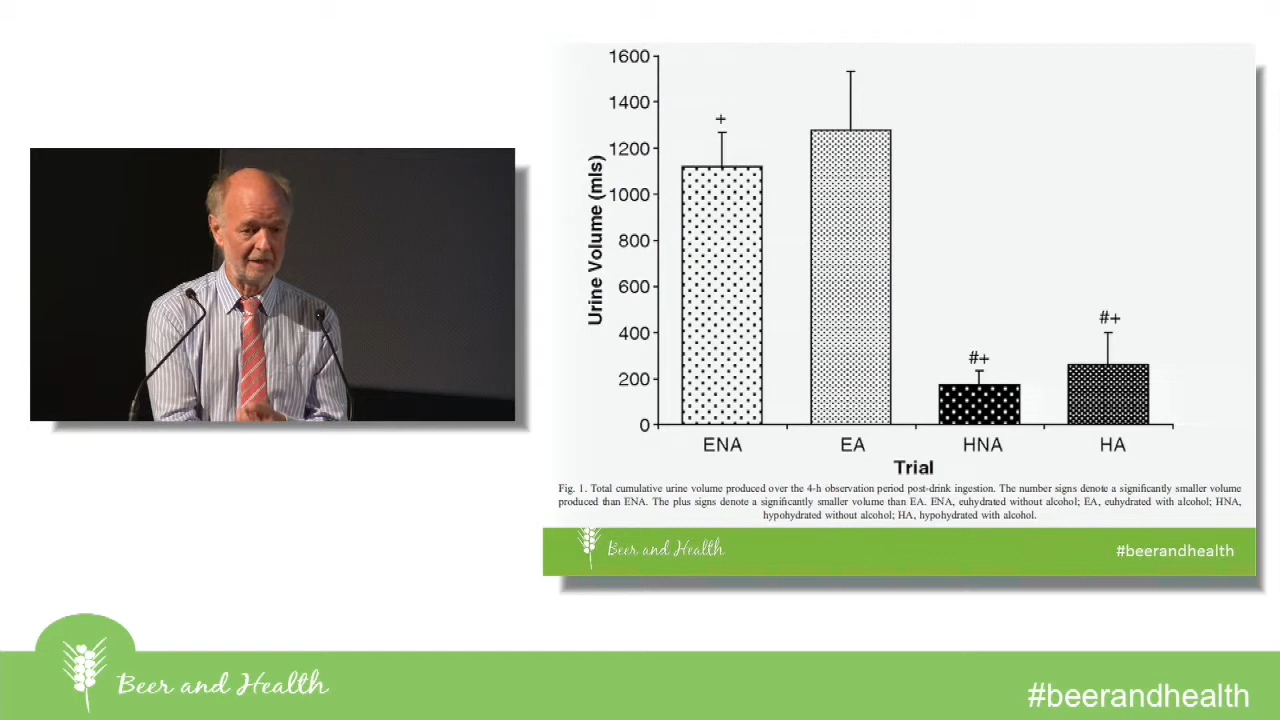 1600
1400
1200
1000
800
600
400
200
0
Urine Volume (mls)
+
#+
#+
ENA EA HNA HA
Trial
Fig. 1. Total cumulative urine volume produced over the 4-h observation period post-drink ingestion. The number signs denote a significantly smaller volume
produced than ENA. The plus signs denote a significantly smaller volume than EA. ENA, euhydrated without alcohol; EA, euhydrated with alcohol; HNA,
hypohydrated without alcohol; HA, hypohydrated with alcohol.
Beer and Health
#beerandhealth
Beer and Health
#beerandhealth